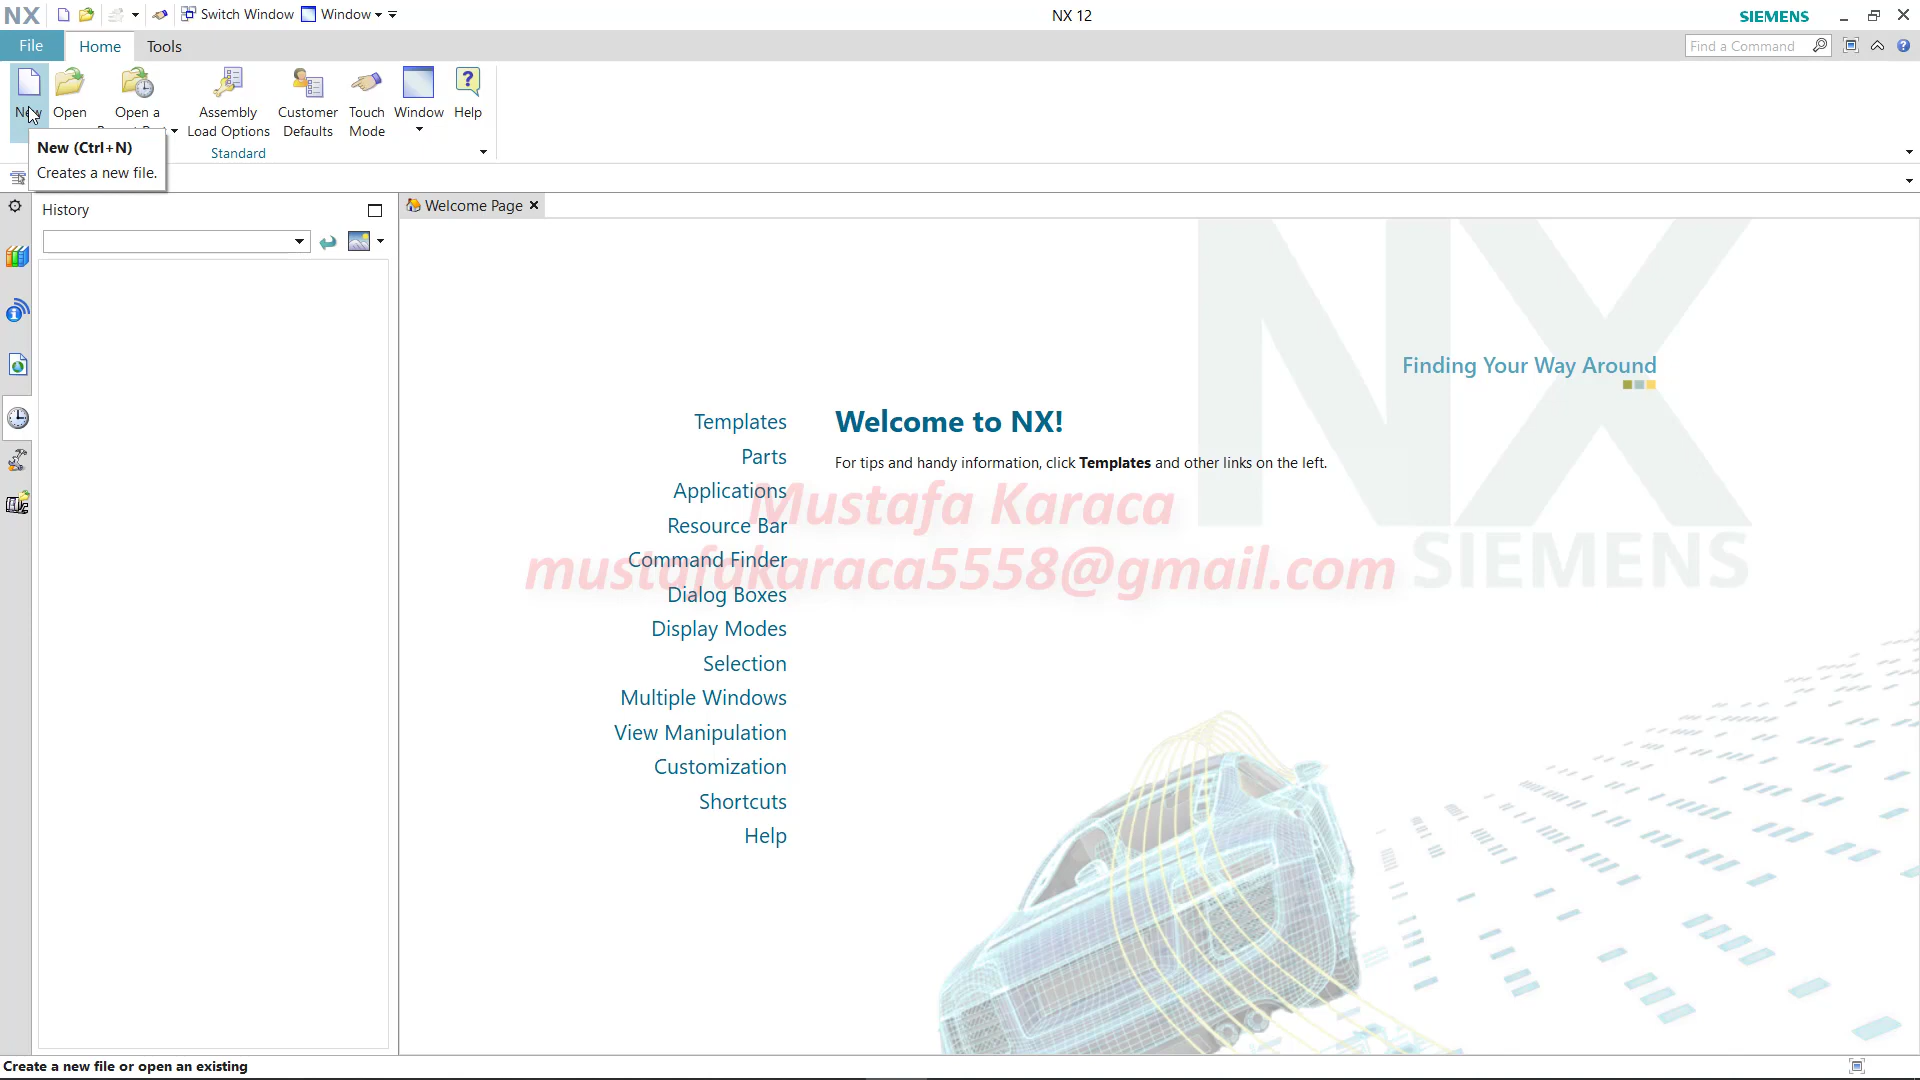 NX
Switch Window
Window
NX 12
SIEMENS
File
Home
Tools
Find a Command
New
Open
Open a
Assembly
Load Options
Customer
Defaults
Touch
Mode
Window
Help
Standard
New (Ctrl+N)
Creates a new file.
History
Welcome Page
NX
SIEMENS
Finding Your Way Around
Templates
Parts
Applications
Resource Bar
Command Finder
Dialog Boxes
Display Modes
Selection
Multiple Windows
View Manipulation
Customization
Shortcuts
Help
Welcome to NX!
For tips and handy information, click Templates and other links on the left.
Mustafa Karaca
mustafakaraca5558@gmail.com
Create a new file or open an existing